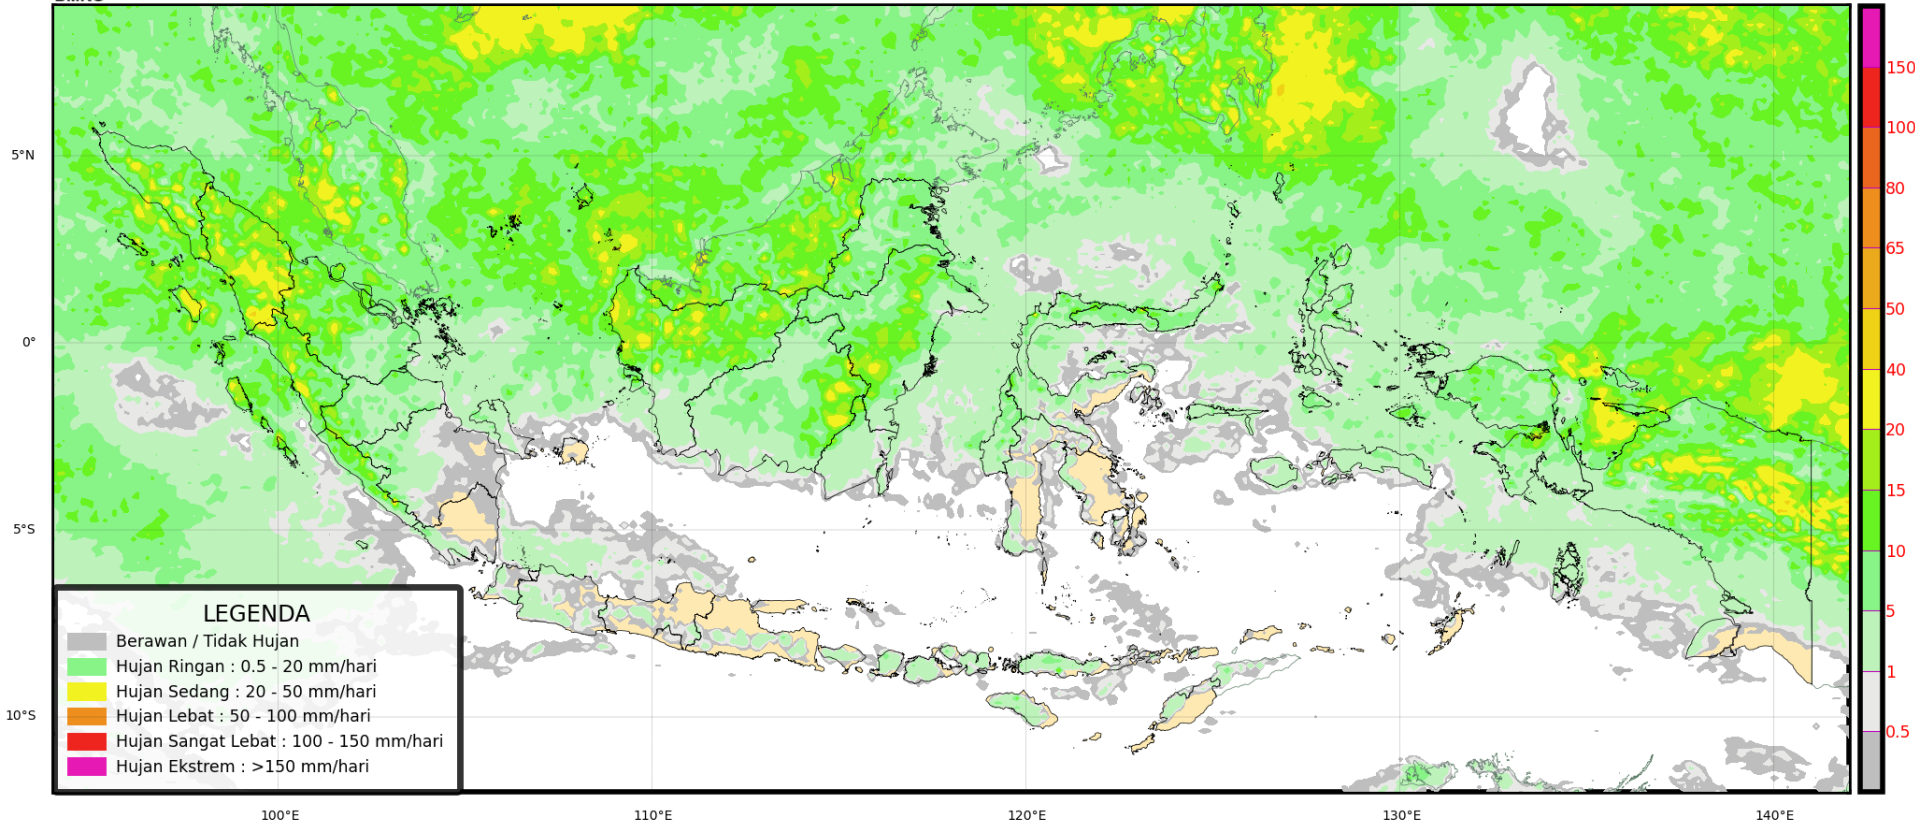 5°N
0°
5°S
10°S
100°E
110°E
120°E
130°E
140°E
LEGENDA
Berawan / Tidak Hujan
Hujan Ringan : 0.5 - 20 mm/hari
Hujan Sedang : 20 - 50 mm/hari
Hujan Lebat : 50 - 100 mm/hari
Hujan Sangat Lebat : 100 - 150 mm/hari
Hujan Ekstrem : >150 mm/hari
150
100
80
65
50
40
20
15
10
5
1
0.5